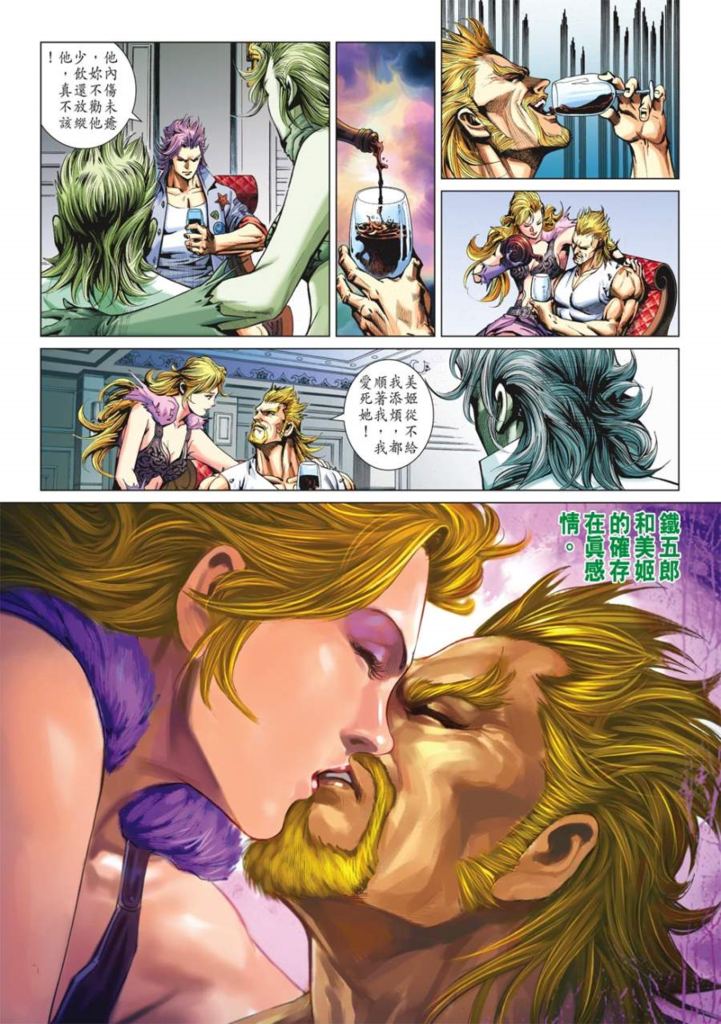 他內傷未癒
，妳不勸他
少飲還放縱
他，真不該
！
美姬從不給
我添煩，都
順著我，我
愛死她！
鐵五郎
和美姬
的確存
在真感
情。